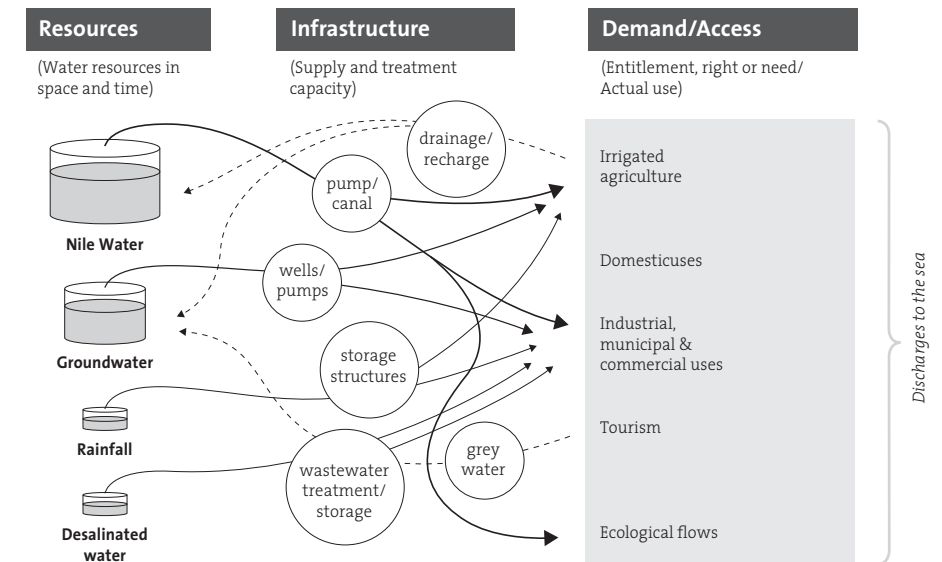 Resources
(Water resources in
space and time)
Nile Water
Groundwater
Rainfall
Desalinated
water
Infrastructure
(Supply and treatment
capacity)
drainage/
recharge
pump/
canal
wells/
pumps
storage
structures
wastewater
treatment/
storage
grey
water
Demand/Access
(Entitlement, right or need/
Actual use)
Irrigated
agriculture
Domesticuses
Industrial,
municipal &
commercial uses
Tourism
Ecological flows
Discharges to the sea